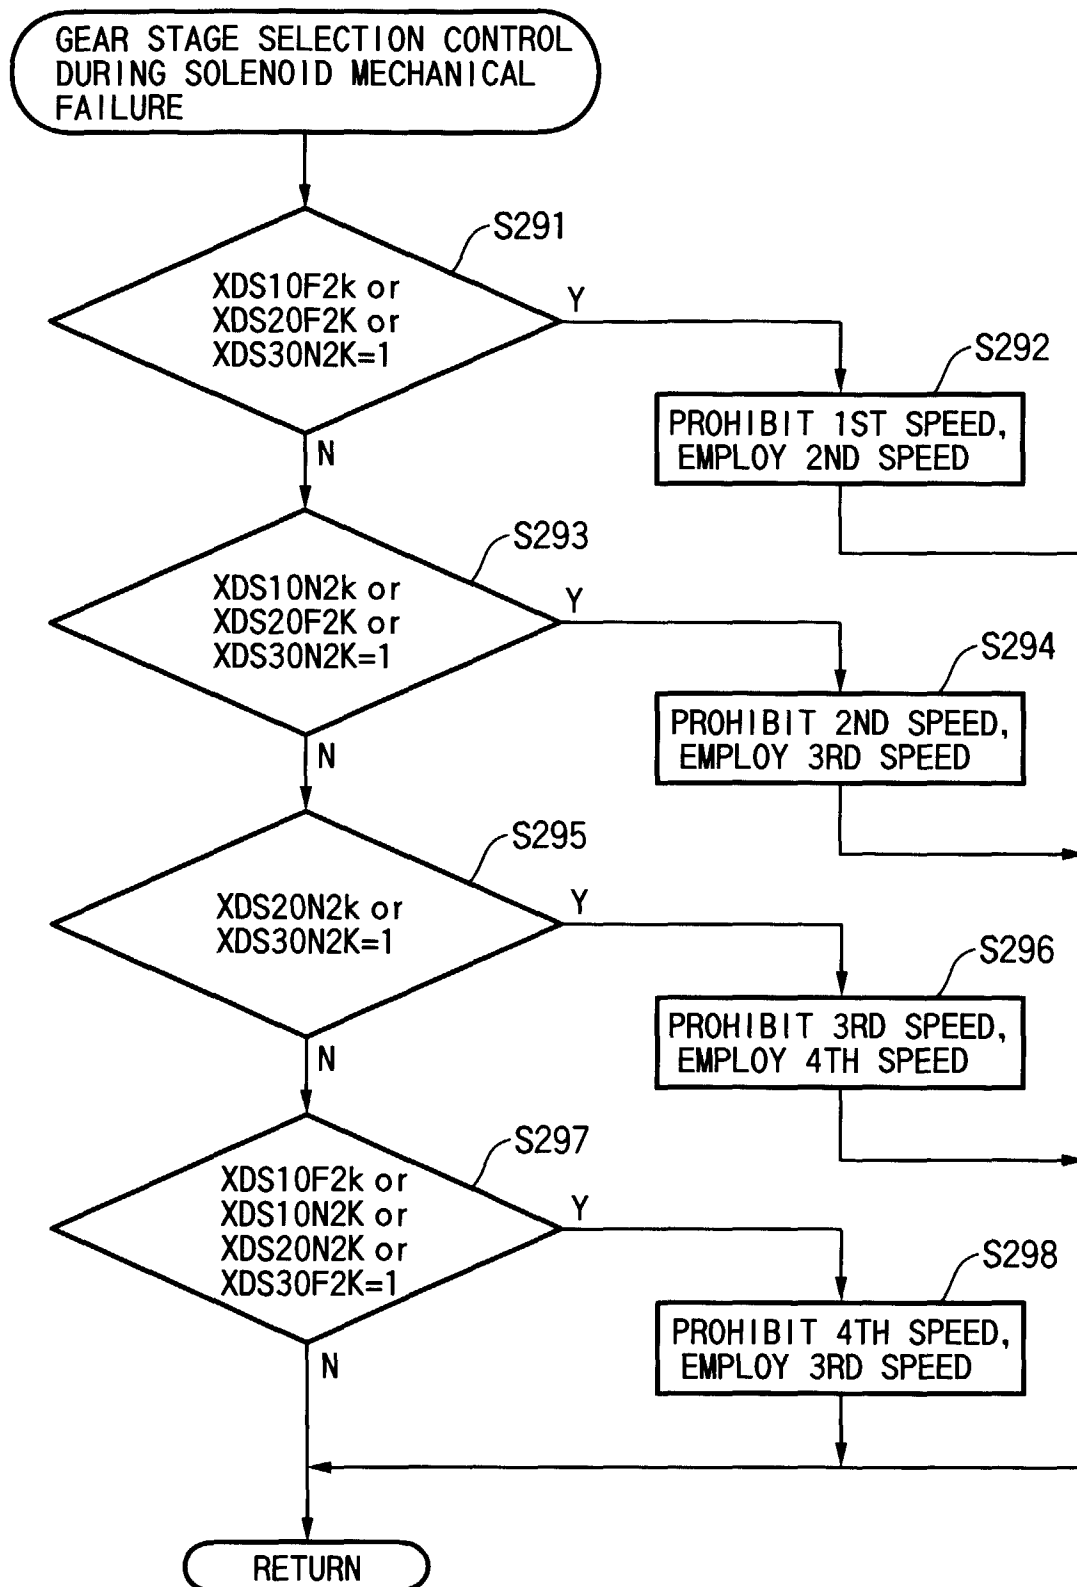 GEAR STAGE SELECTION CONTROL
DURING SOLENOID MECHANICAL
FAILURE
S291
XDS10F2k or
XDS20F2K or
XDS30N2K=1
Y
S292
PROHIBIT 1ST SPEED,
EMPLOY 2ND SPEED
N
S293
XDS10N2k or
XDS20F2K or
XDS30N2K=1
Y
S294
PROHIBIT 2ND SPEED,
EMPLOY 3RD SPEED
N
S295
XDS20N2k or
XDS30N2K=1
Y
S296
PROHIBIT 3RD SPEED,
EMPLOY 4TH SPEED
N
S297
XDS10F2k or
XDS10N2K or
XDS20N2K or
XDS30F2K=1
Y
S298
PROHIBIT 4TH SPEED,
EMPLOY 3RD SPEED
N
RETURN